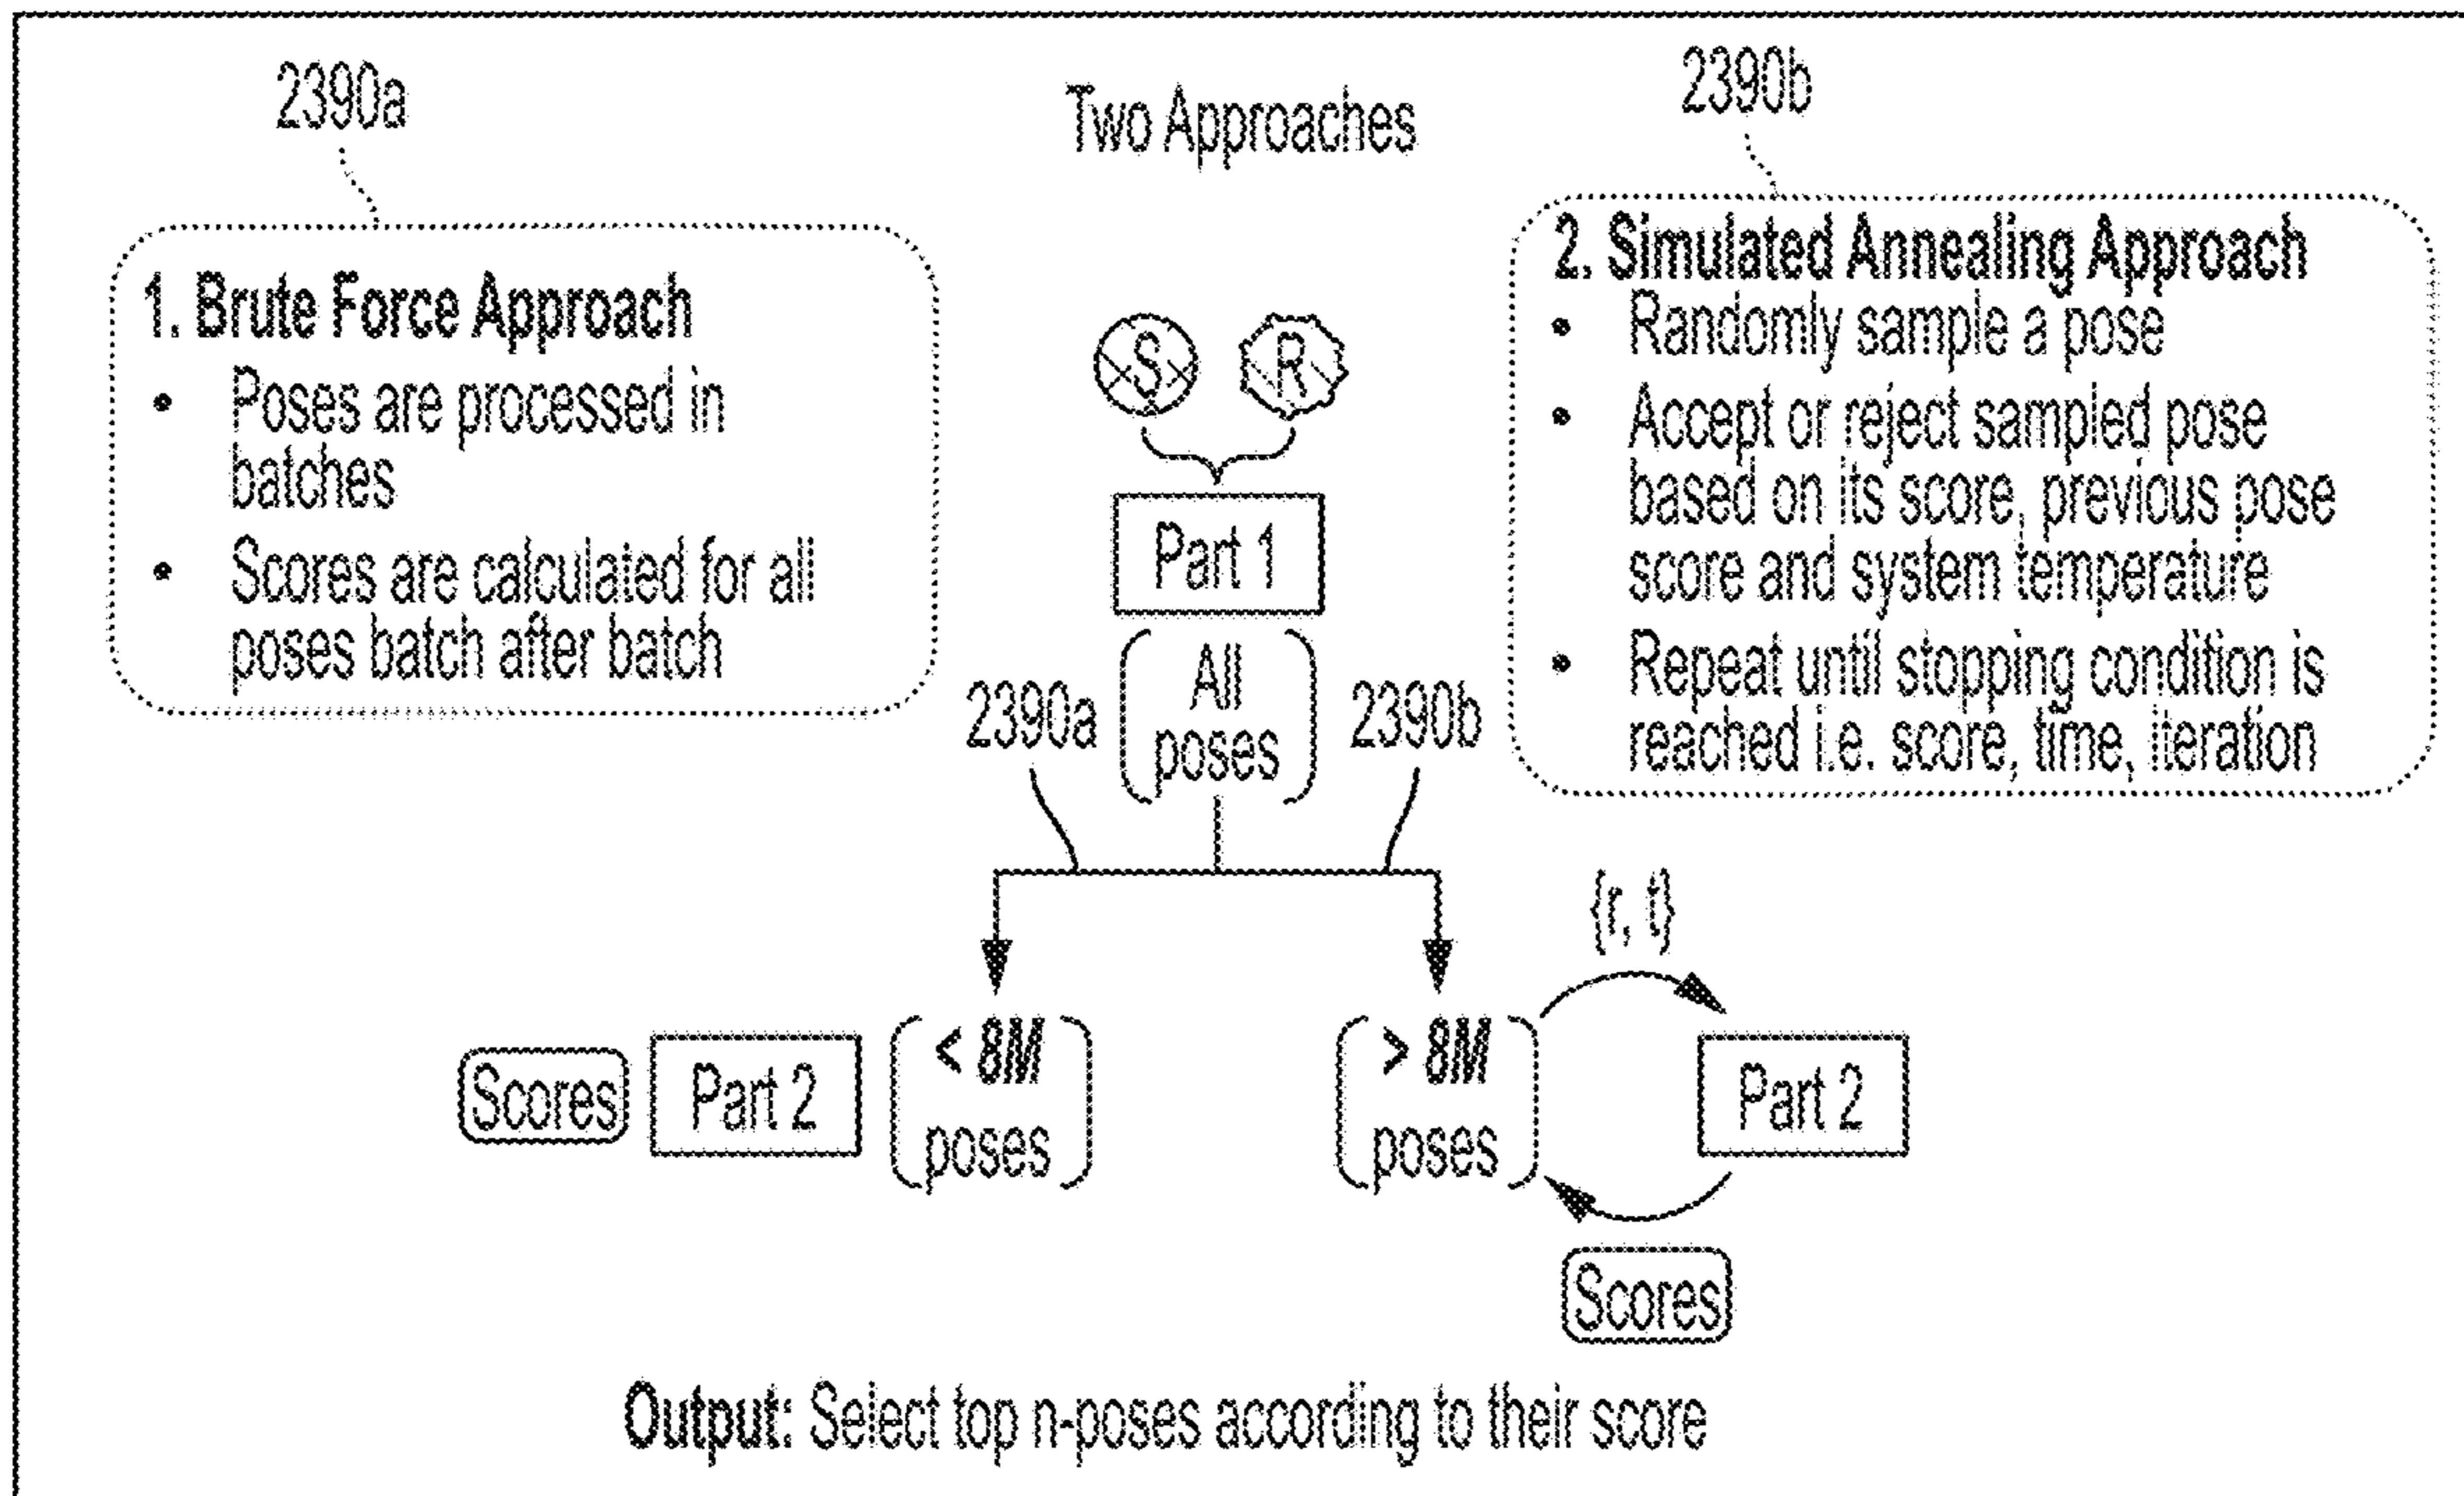 2390a
Two Approaches
2390b
1. Brute Force Approach
• Poses are processed in
batches
• Scores are calculated for all
poses batch after batch
2. Simulated Annealing Approach
• Randomly sample a pose
• Accept or reject sampled pose
based on its score, previous pose
score and system temperature
• Repeat until stopping condition is
reached i.e. score, time, iteration
S
R
Part 1
All
poses
2390a
2390b
{r, t}
Scores
Part 2
< 8M
poses
> 8M
poses
Part 2
Scores
Output: Select top n-poses according to their score